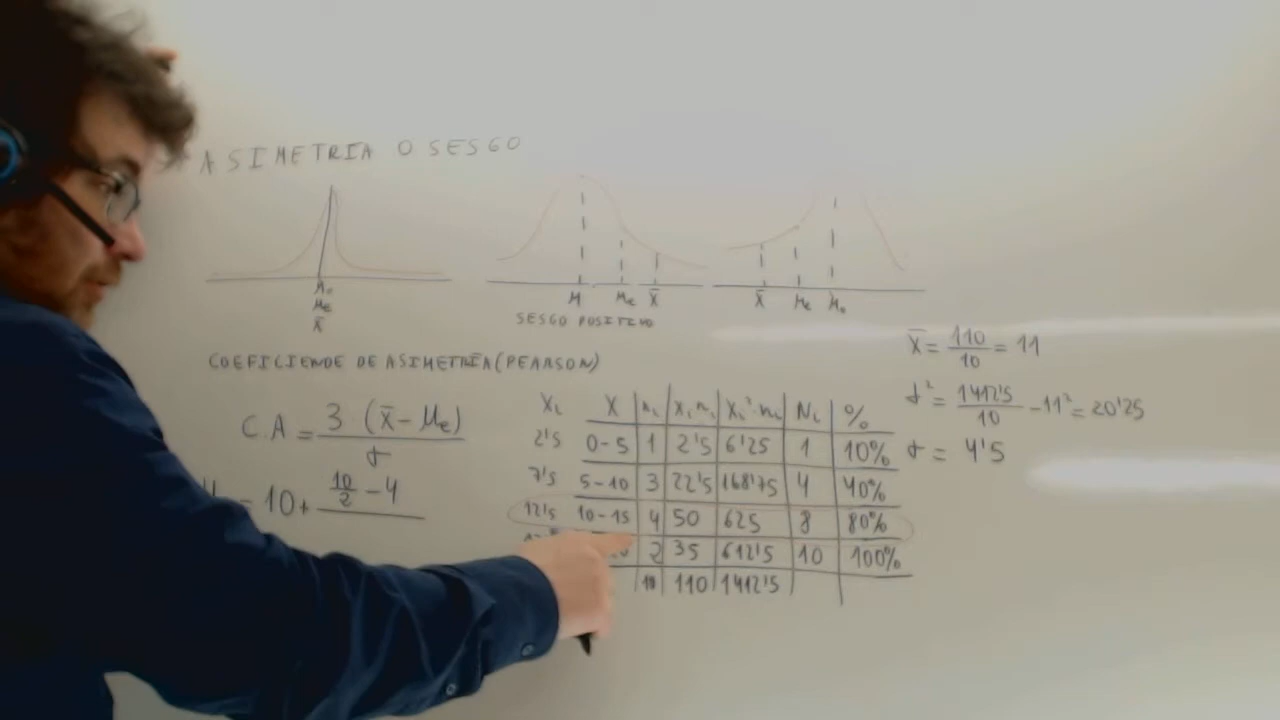 ASIMETRIA O SESGO
Mo
Me
X̄
M Me X̄
SESGO POSITIVO
X̄ Me Mo
COEFICIENDE DE ASIMETRÍA (PEARSON)
C.A = 3 (X̄ - Me) / σ
= 10 + (10/2 - 4) /
Xi X ni Xi ni Xi²·ni Ni %
2'5 0-5 1 2'5 6'25 1 10%
7'5 5-10 3 22'5 168'75 4 40%
12'5 10-15 4 50 625 8 80%
2 35 612'5 10 100%
10 110 1412'5
X̄ = 110/10 = 11
σ² = 1412'5/10 - 11² = 20'25
σ = 4'5